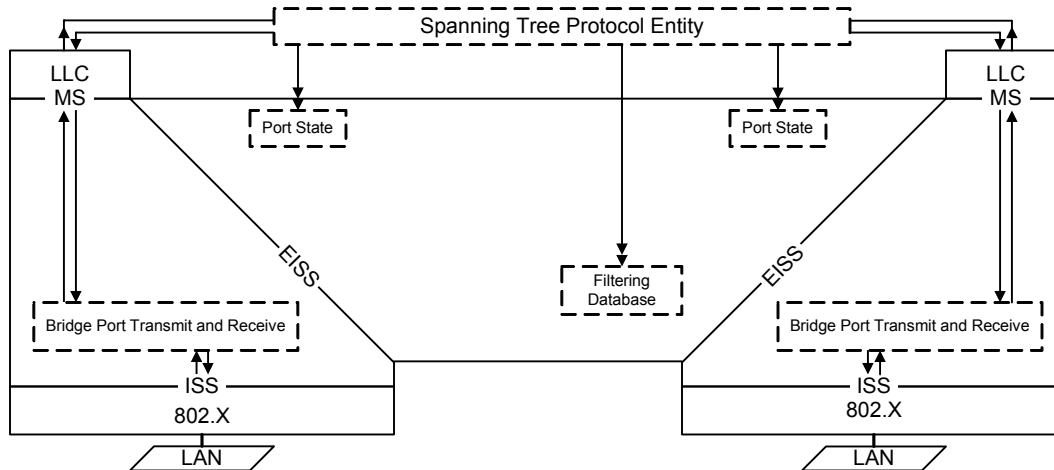 Spanning Tree Protocol Entity
LLC
MS
LLC
MS
Port State
Port State
EISS
EISS
Filtering
Database
Bridge Port Transmit and Receive
Bridge Port Transmit and Receive
ISS
ISS
802.X
802.X
LAN
LAN